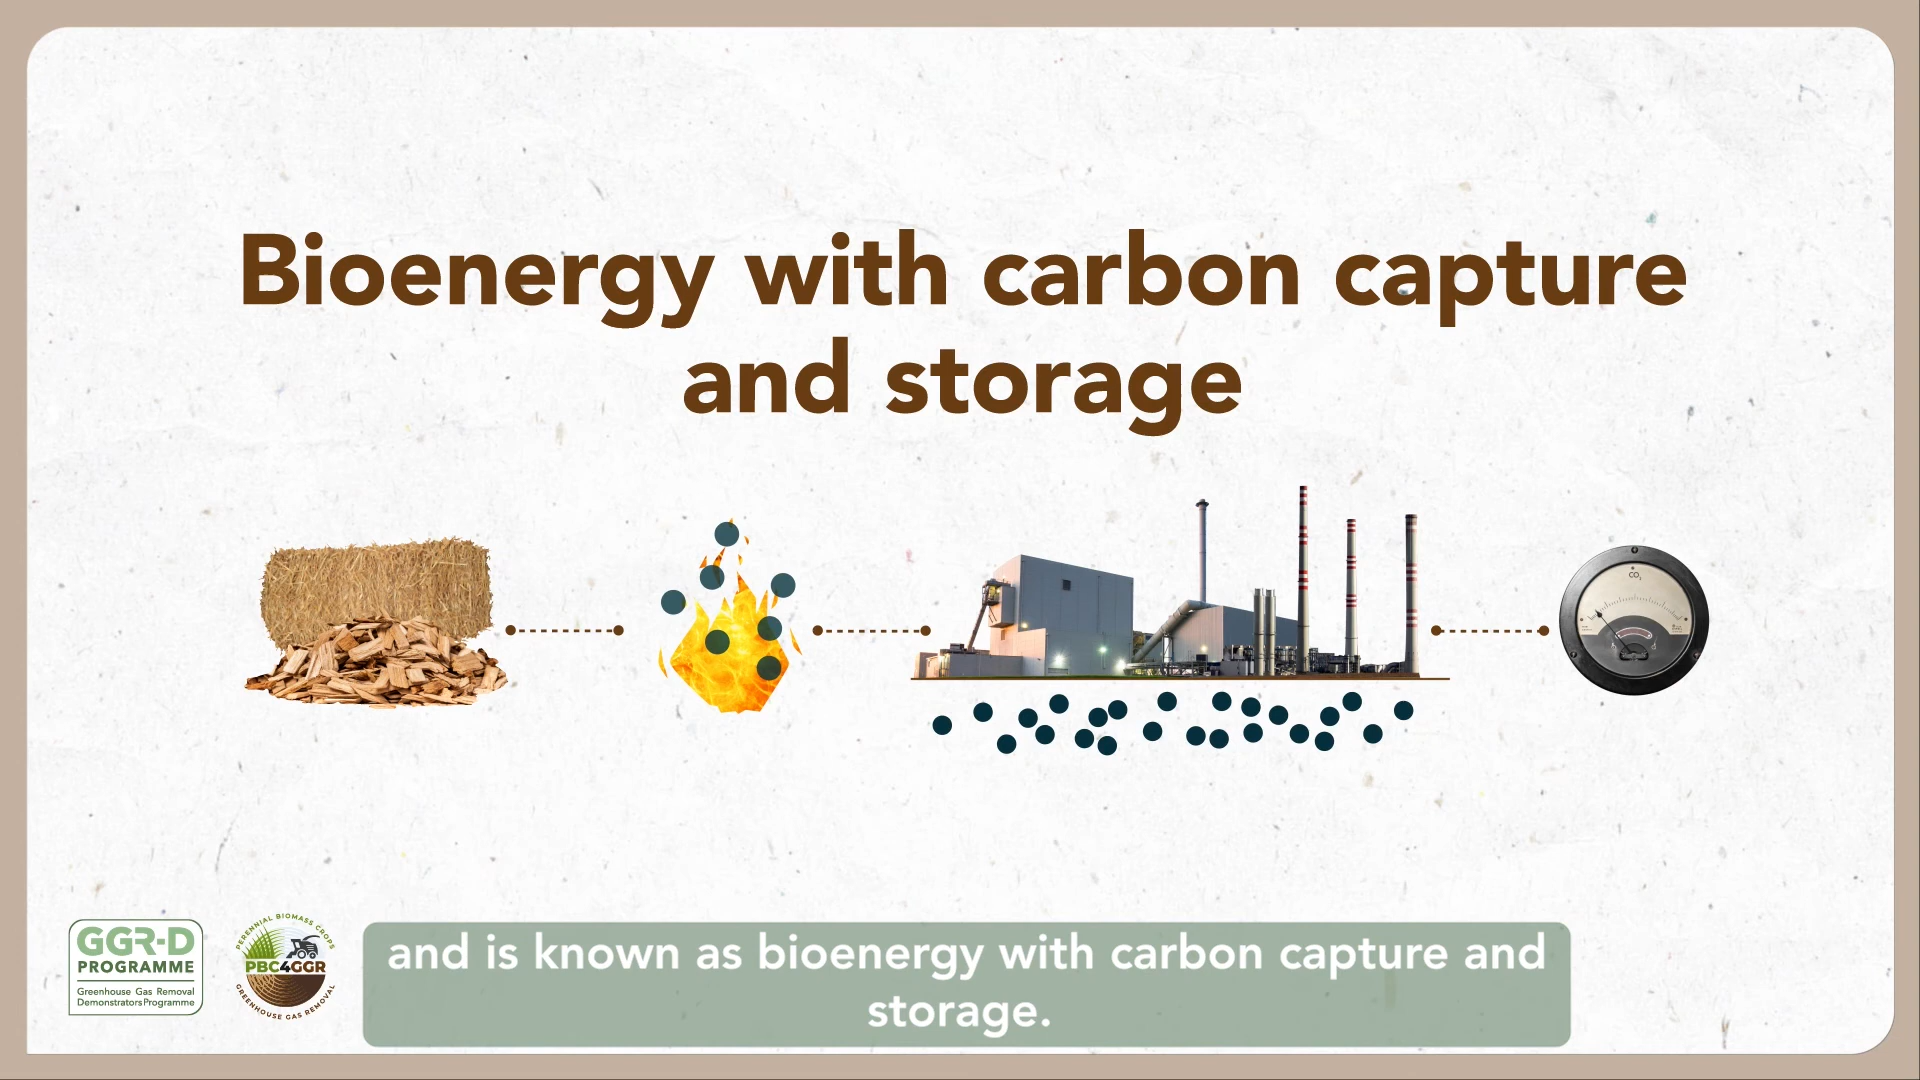 Bioenergy with carbon capture
and storage
CO₂
GGR-D
PROGRAMME
Greenhouse Gas Removal
Demonstrators Programme
PERENNIAL BIOMASS CROPS
PBC4GGR
GREENHOUSE GAS REMOVAL
and is known as bioenergy with carbon capture and
storage.